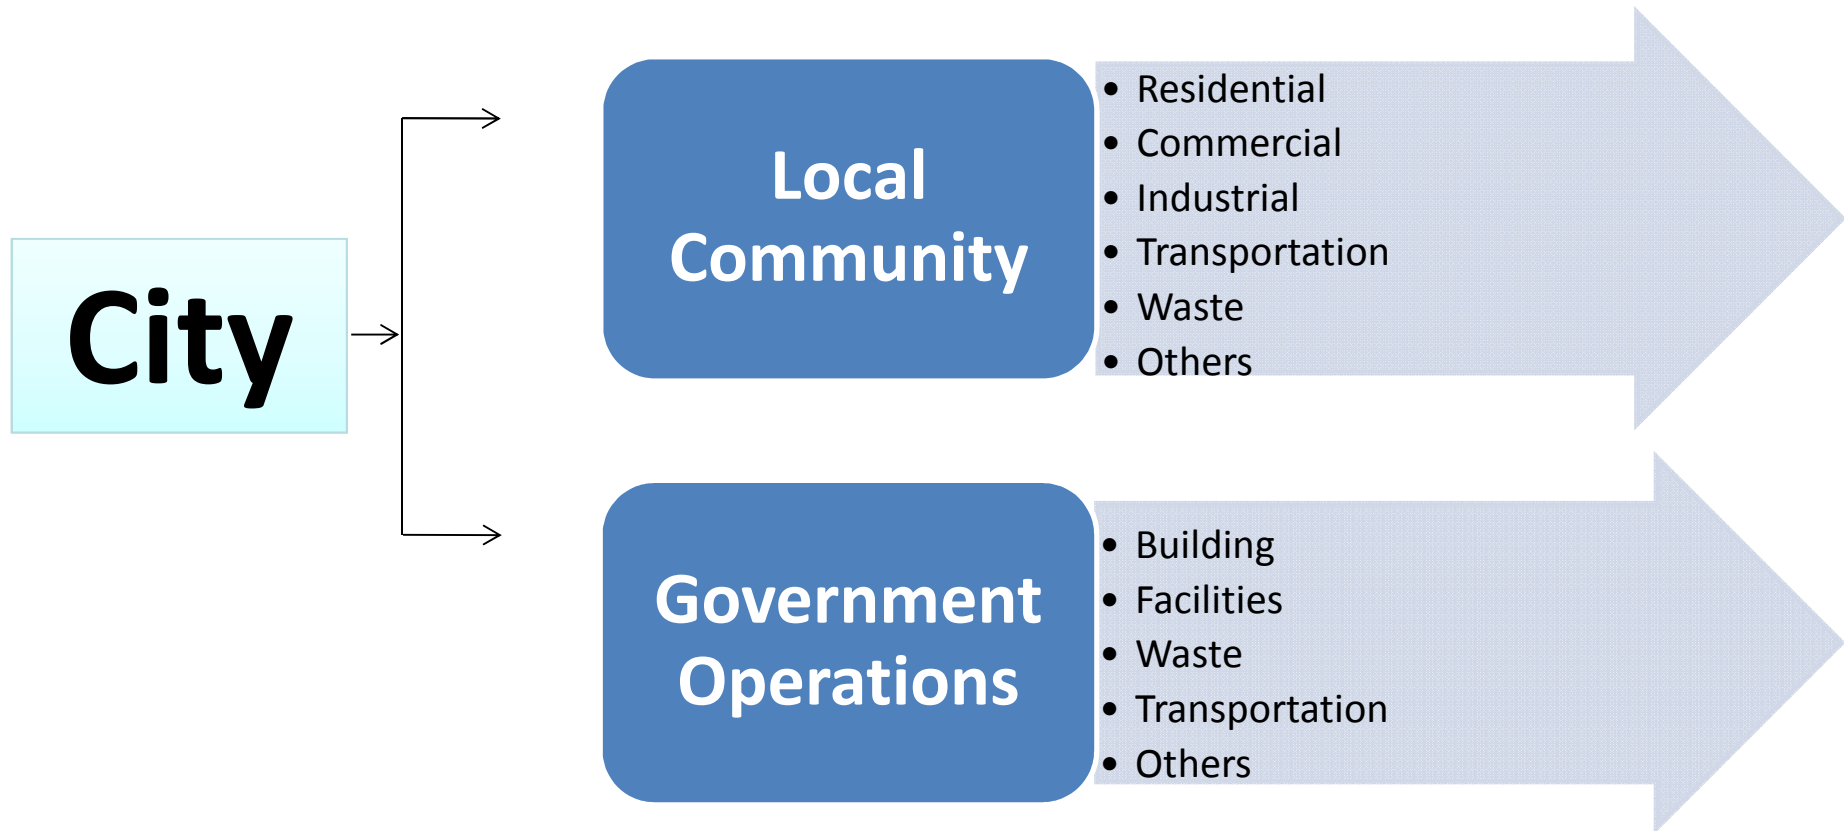 City
Local
Community
• Residential
• Commercial
• Industrial
• Transportation
• Waste
• Others
Government
Operations
• Building
• Facilities
• Waste
• Transportation
• Others